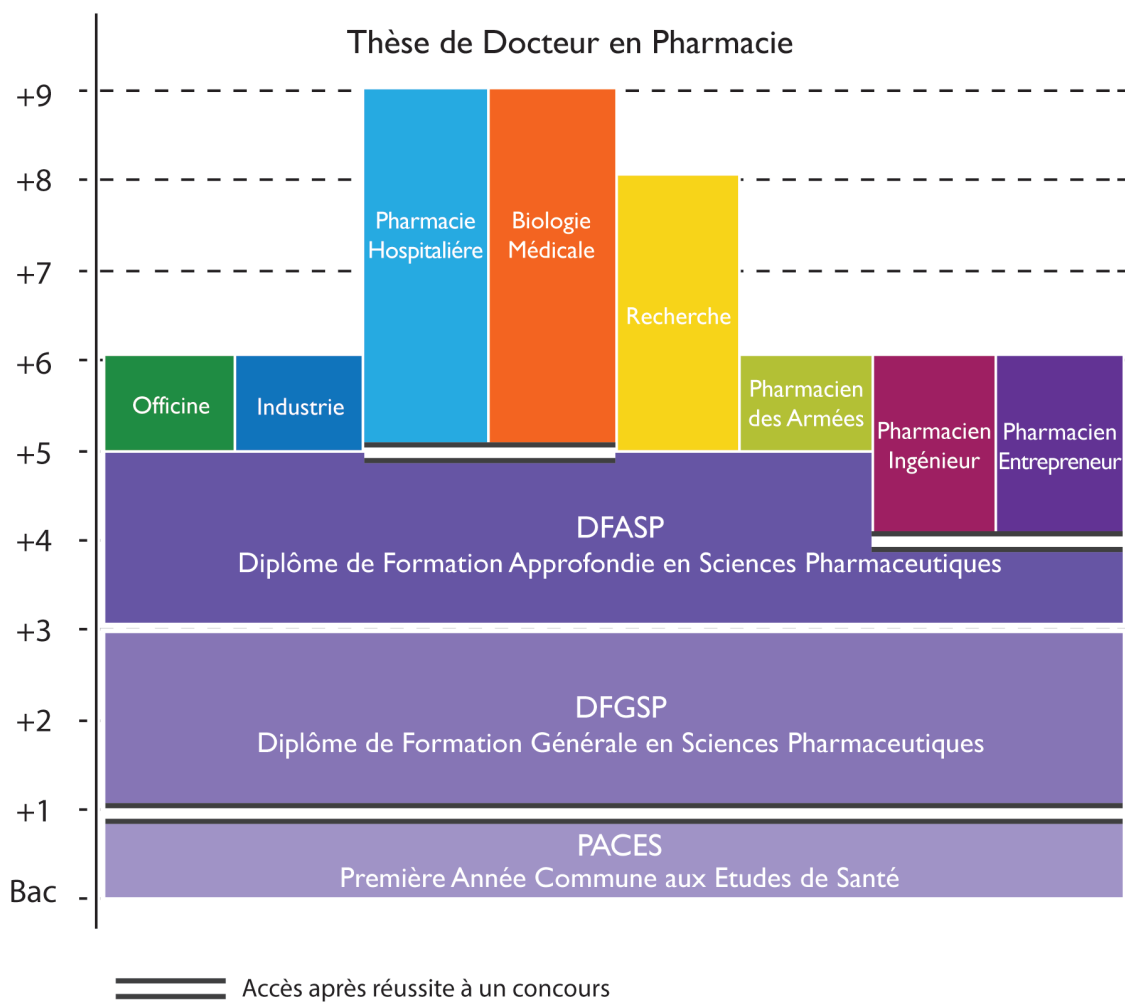 Thèse de Docteur en Pharmacie
+9
+8
+7
+6
+5
+4
+3
+2
+1
Bac
Pharmacie
Hospitaliére
Biologie
Médicale
Recherche
Officine
Industrie
Pharmacien
des Armées
Pharmacien
Ingénieur
Pharmacien
Entrepreneur
DFASP
Diplôme de Formation Approfondie en Sciences Pharmaceutiques
DFGSP
Diplôme de Formation Générale en Sciences Pharmaceutiques
PACES
Première Année Commune aux Etudes de Santé
Accès après réussite à un concours